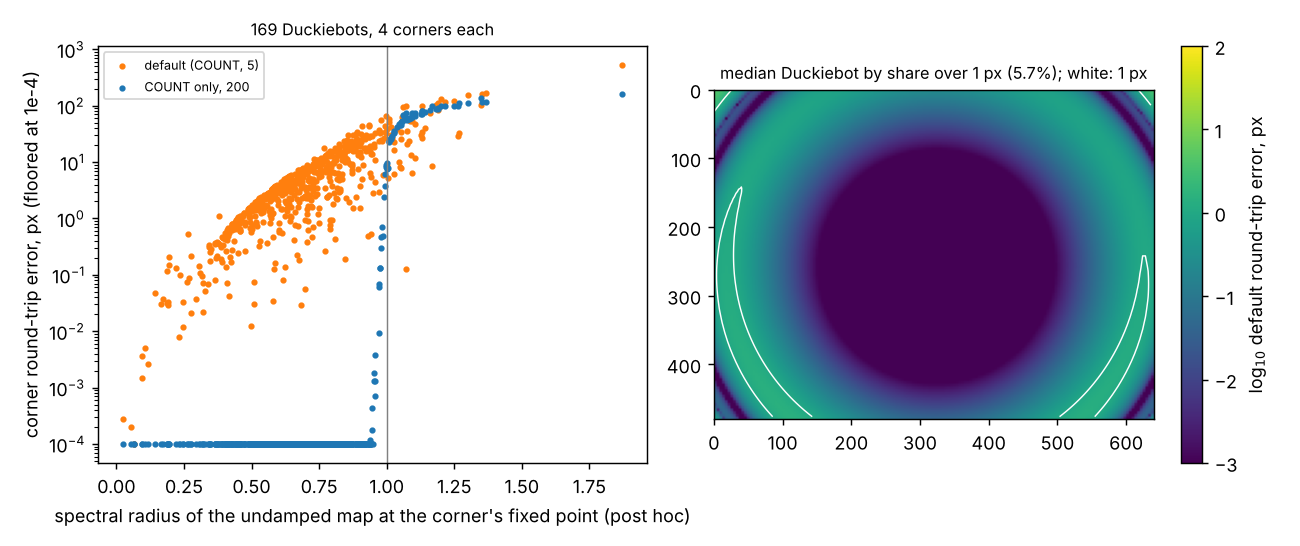 169 Duckiebots, 4 corners each
corner round-trip error, px (floored at 1e-4)
10³
10²
10¹
10⁰
10⁻¹
10⁻²
10⁻³
10⁻⁴
default (COUNT, 5)
COUNT only, 200
0.00 0.25 0.50 0.75 1.00 1.25 1.50 1.75
spectral radius of the undamped map at the corner's fixed point (post hoc)
median Duckiebot by share over 1 px (5.7%); white: 1 px
0
100
200
300
400
0 100 200 300 400 500 600
2
1
0
−1
−2
−3
log₁₀ default round-trip error, px